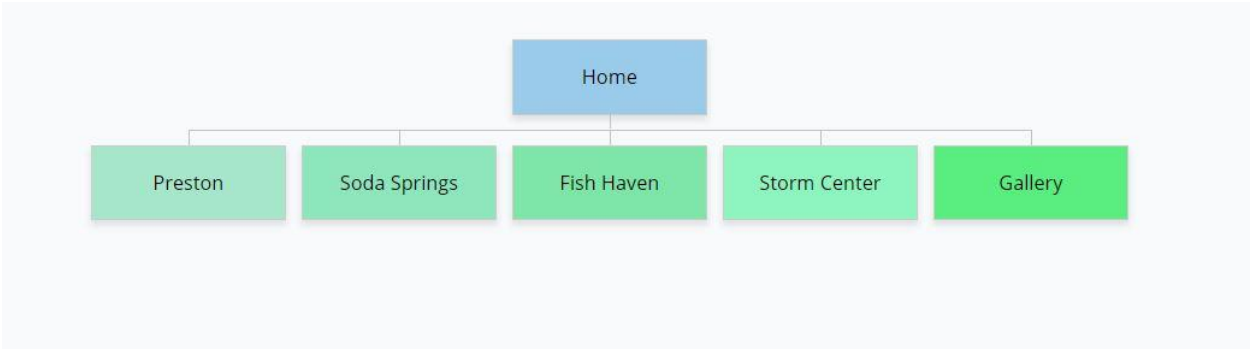 Home
Preston
Soda Springs
Fish Haven
Storm Center
Gallery